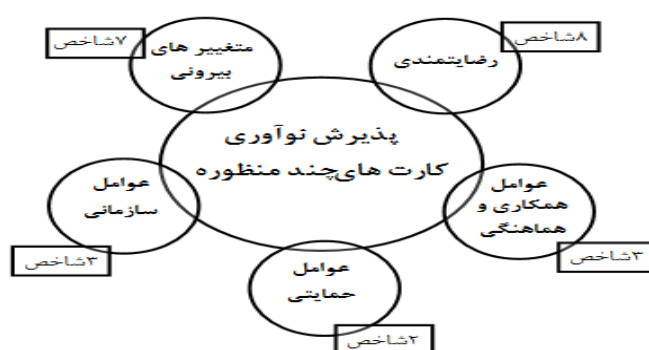 ۸شاخص
رضایتمندی
۷شاخص
متغییر های
بیرونی
پذیرش نوآوری
کارت های‌چند منظوره
عوامل
همکاری و
هماهنگی
۳شاخص
عوامل
سازمانی
۳شاخص
عوامل
حمایتی
۲شاخص